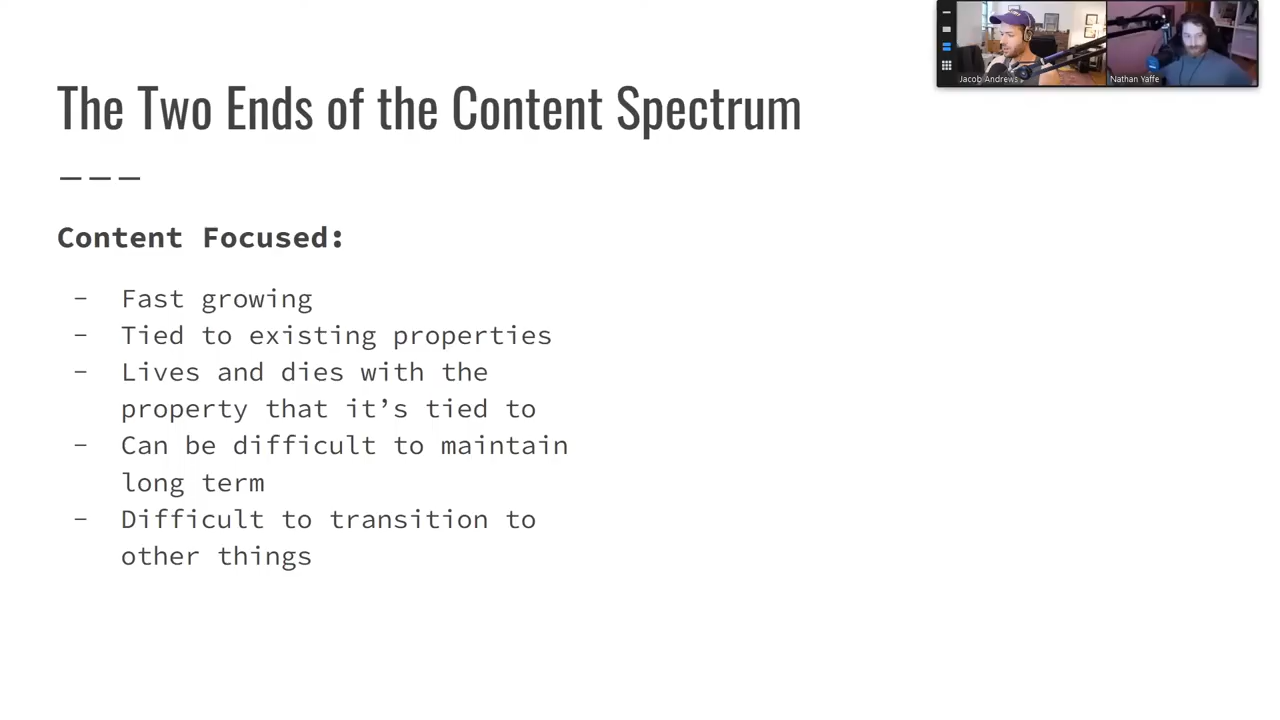 The Two Ends of the Content Spectrum
Content Focused:
- Fast growing
- Tied to existing properties
- Lives and dies with the
property that it’s tied to
- Can be difficult to maintain
long term
- Difficult to transition to
other things
Jacob Andrews
Nathan Yaffe